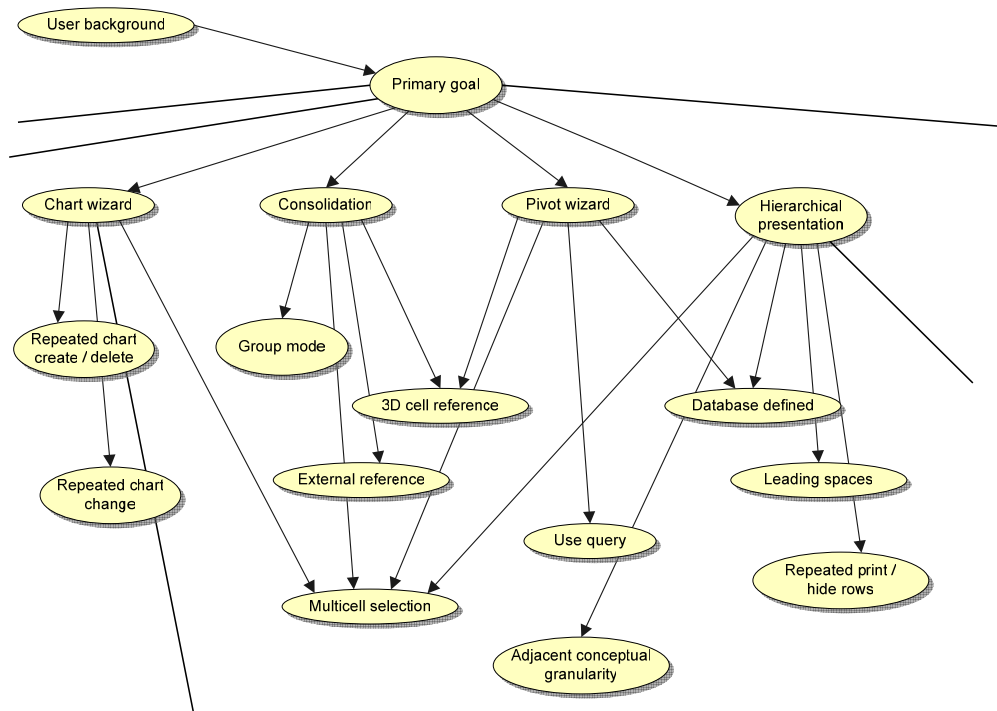 User background
Primary goal
Chart wizard
Consolidation
Pivot wizard
Hierarchical
presentation
Repeated chart
create / delete
Group mode
3D cell reference
Database defined
Repeated chart
change
External reference
Leading spaces
Use query
Repeated print /
hide rows
Multicell selection
Adjacent conceptual
granularity